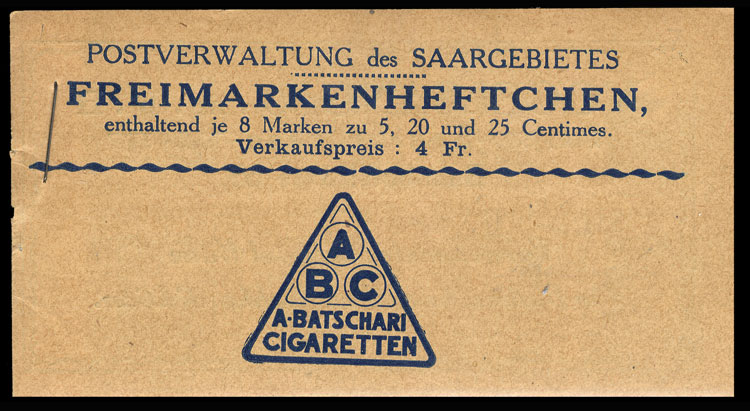 POSTVERWALTUNG des SAARGEBIETES
FREIMARKENHEFTCHEN,
enthaltend je 8 Marken zu 5, 20 und 25 Centimes.
Verkaufspreis : 4 Fr.
A
B C
A·BATSCHARI
CIGARETTEN